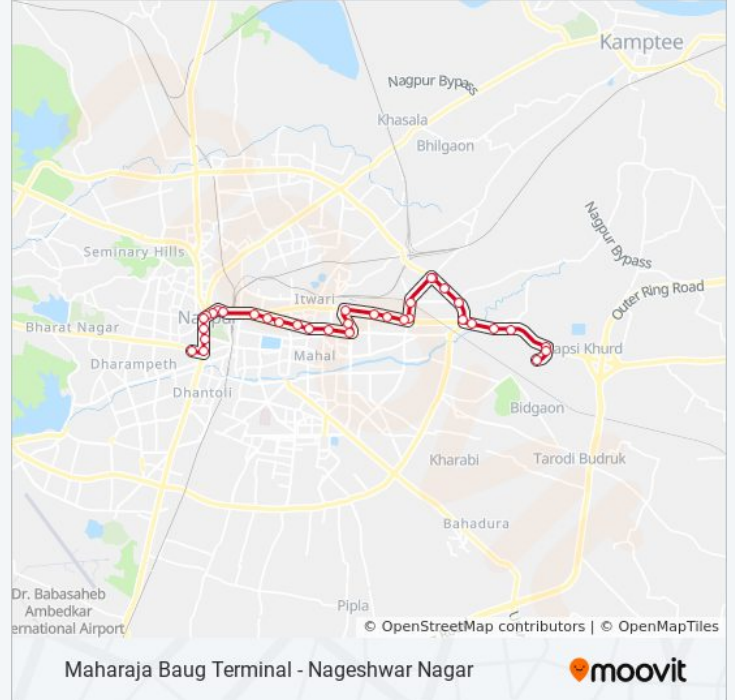 Kamptee
Nagpur Bypass
Khasala
Bhilgaon
Nagpur Bypass
Seminary Hills
Outer Ring Road
Itwari
Bharat Nagar
Mahal
apsi Khurd
Dharampeth
Dhantoli
Bidgaon
Kharabi
Tarodi Budruk
Bahadura
Dr. Babasaheb
Ambedkar
ernational Airport
Pipla
© OpenStreetMap contributors | © OpenMapTiles
Maharaja Baug Terminal - Nageshwar Nagar
moovit